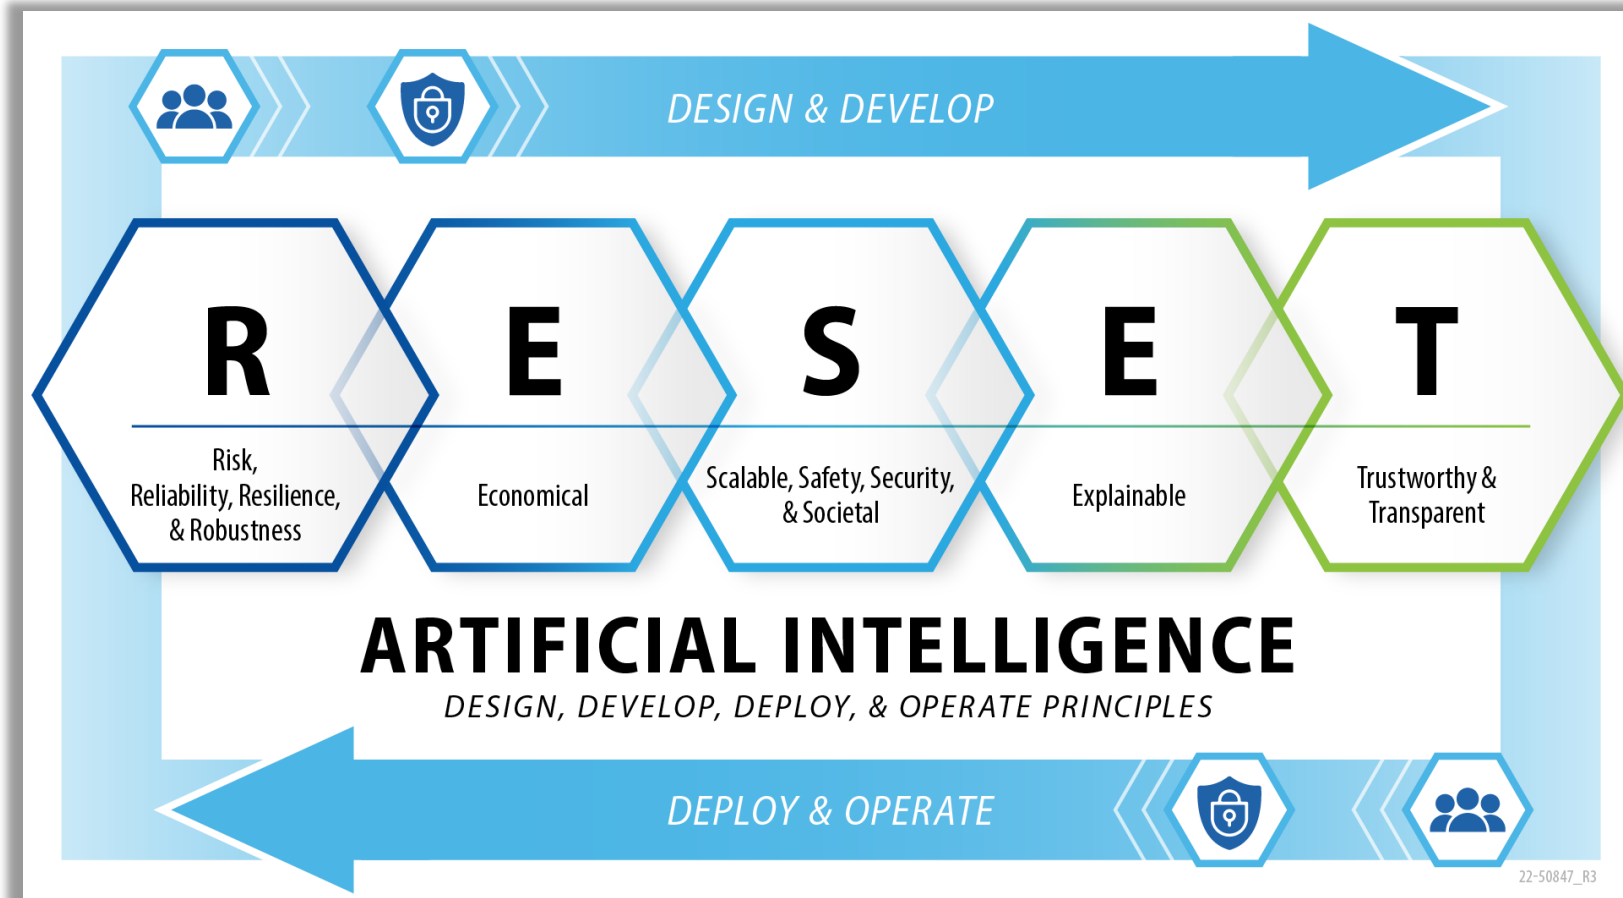 DESIGN & DEVELOP
R
E
S
E
T
Risk,
Reliability, Resilience,
& Robustness
Economical
Scalable, Safety, Security,
& Societal
Explainable
Trustworthy &
Transparent
ARTIFICIAL INTELLIGENCE
DESIGN, DEVELOP, DEPLOY, & OPERATE PRINCIPLES
DEPLOY & OPERATE
22-50847_R3